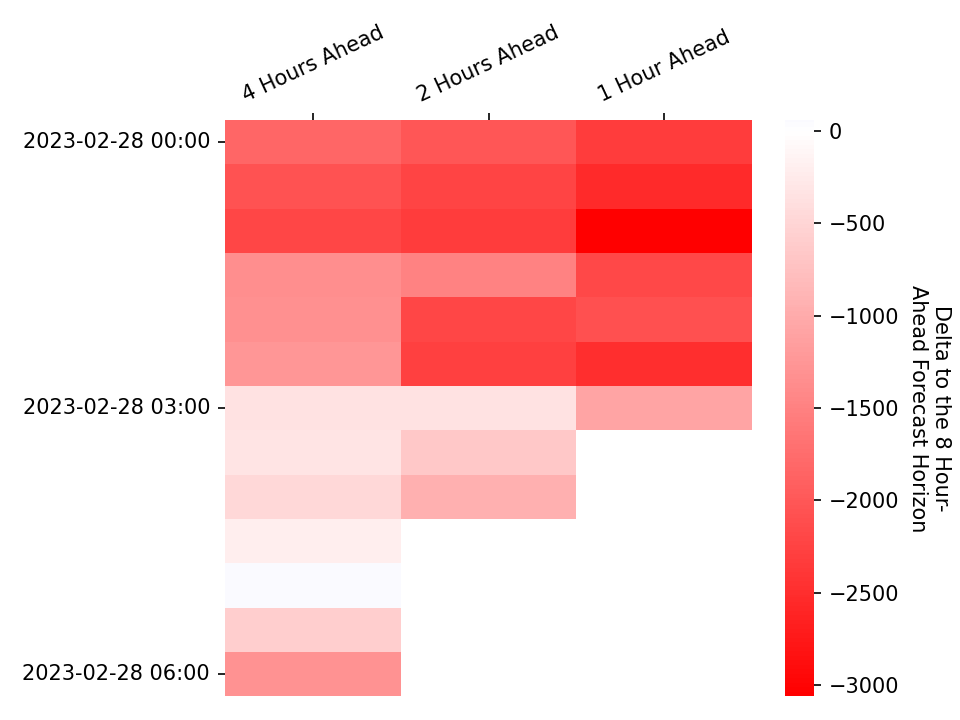 4 Hours Ahead
2 Hours Ahead
1 Hour Ahead
2023-02-28 00:00
2023-02-28 03:00
2023-02-28 06:00
0
−500
−1000
−1500
−2000
−2500
−3000
Delta to the 8 Hour-
Ahead Forecast Horizon